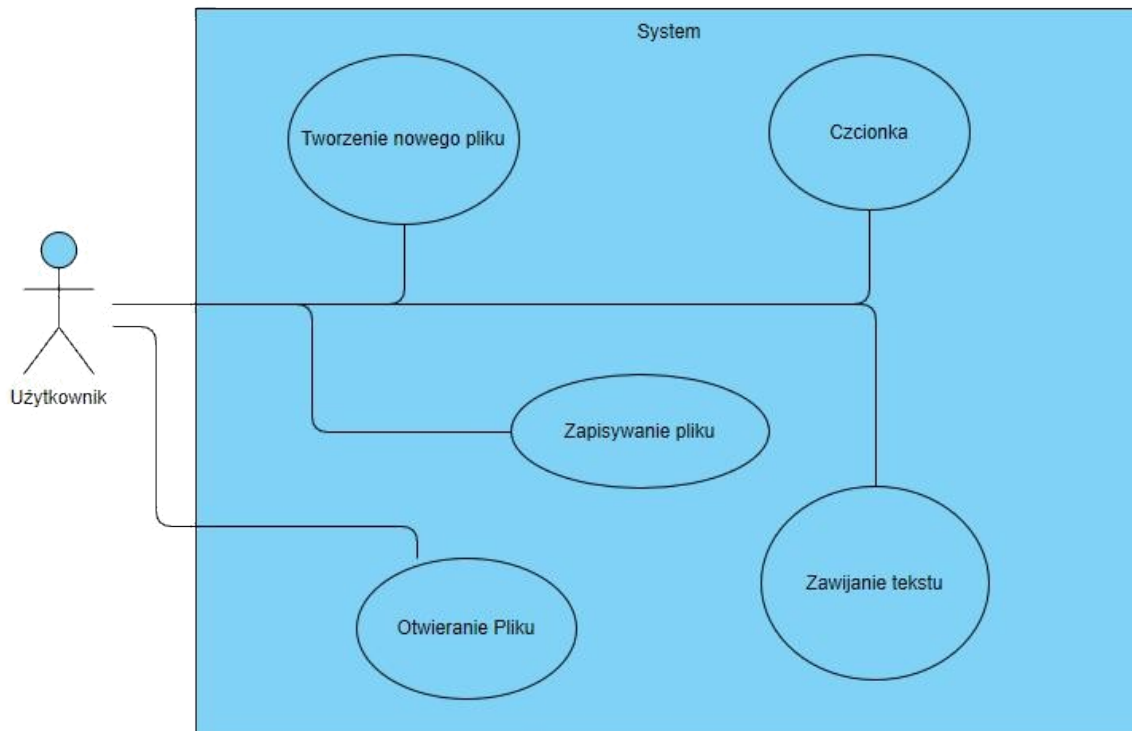 System
Tworzenie nowego pliku
Czcionka
Użytkownik
Zapisywanie pliku
Zawijanie tekstu
Otwieranie Pliku